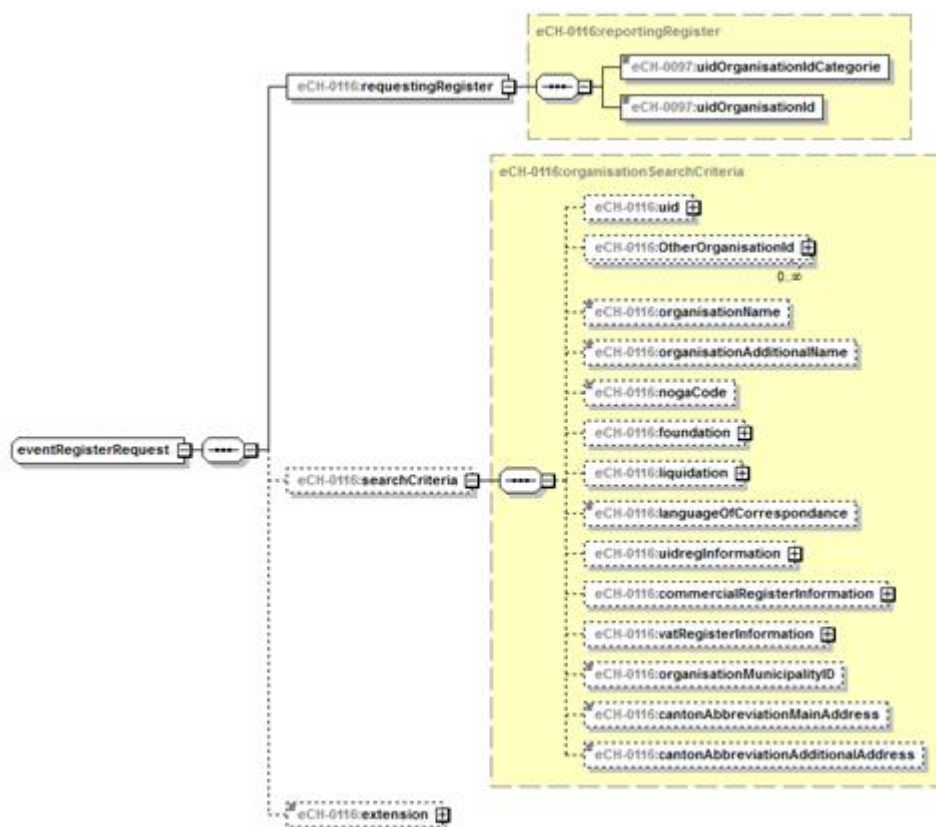 eCH-0116:reportingRegister
eCH-0097:uidOrganisationIdCategorie
eCH-0116:requestingRegister
eCH-0097:uidOrganisationId
eCH-0116:organisationSearchCriteria
eCH-0116:uid
eCH-0116:OtherOrganisationId
0..∞
eCH-0116:organisationName
eCH-0116:organisationAdditionalName
eCH-0116:nogaCode
eCH-0116:foundation
eventRegisterRequest
eCH-0116:liquidation
eCH-0116:searchCriteria
eCH-0116:languageOfCorrespondance
eCH-0116:uidregInformation
eCH-0116:commercialRegisterInformation
eCH-0116:vatRegisterInformation
eCH-0116:organisationMunicipalityID
eCH-0116:cantonAbbreviationMainAddress
eCH-0116:cantonAbbreviationAdditionalAddress
eCH-0116:extension